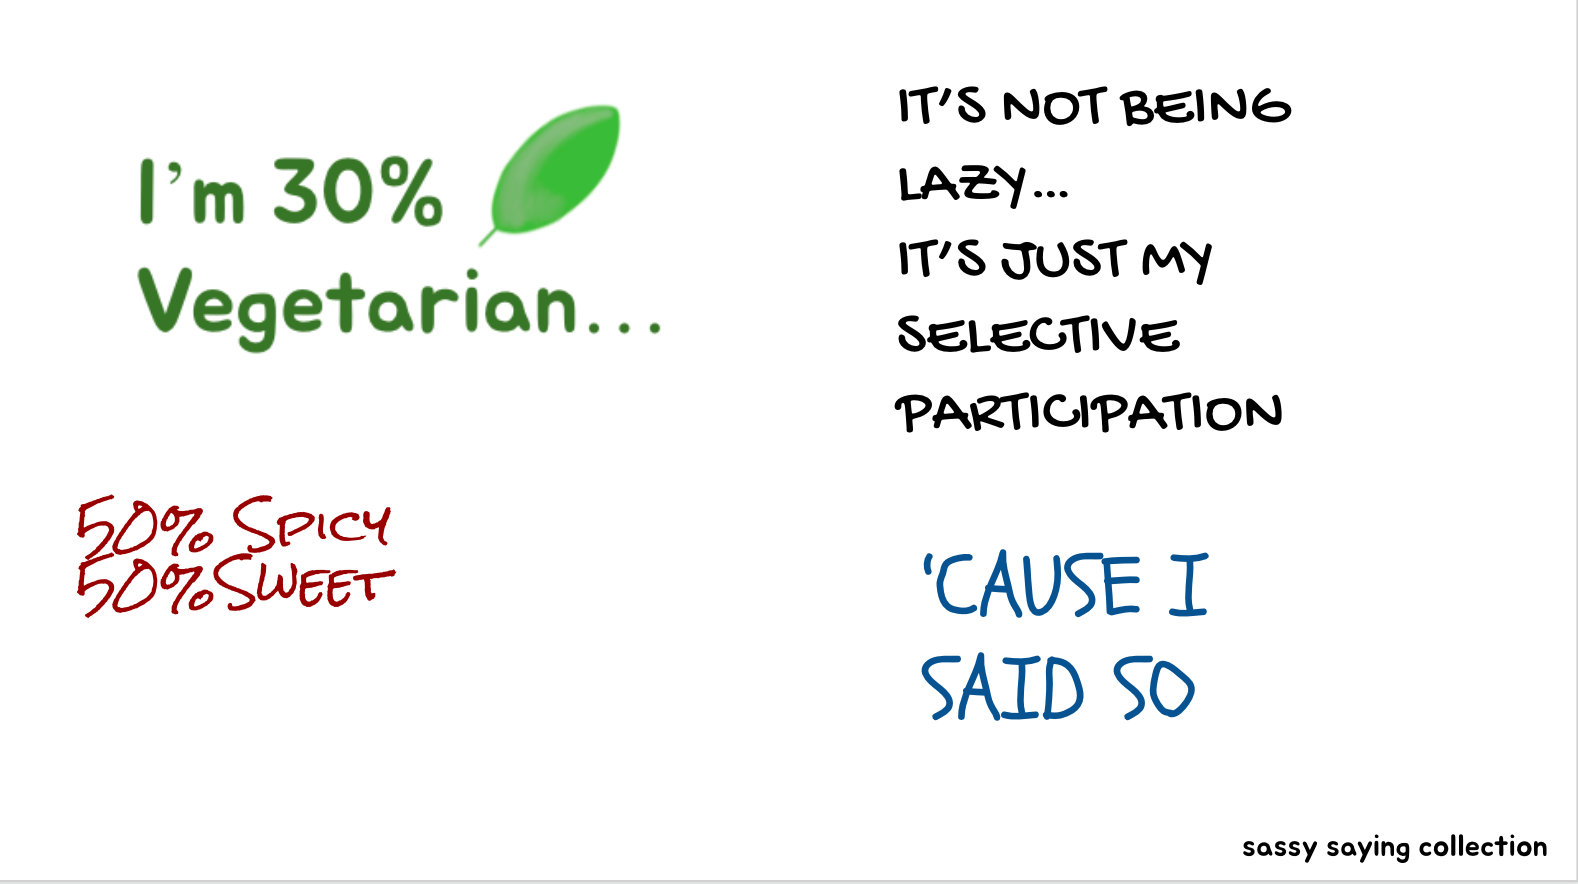 I’m 30%
Vegetarian...
IT'S NOT BEING
LAZY...
IT'S JUST MY
SELECTIVE
PARTICIPATION
50% SPICY
50%SWEET
‘CAUSE I
SAID SO
sassy saying collection